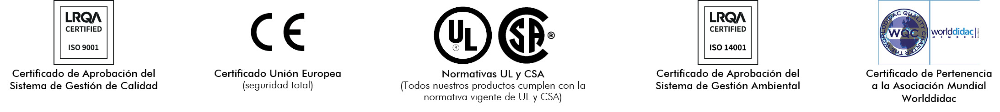 LRQA
CERTIFIED
ISO 9001
Certificado de Aprobación del
Sistema de Gestión de Calidad
CE
Certificado Unión Europea
(seguridad total)
UL
®
CSA
®
Normativas UL y CSA
(Todos nuestros productos cumplen con la
normativa vigente de UL y CSA)
LRQA
CERTIFIED
ISO 14001
Certificado de Aprobación del
Sistema de Gestión Ambiental
THE WORLDDIDAC QUALITY CHARTER
WQC
worlddidac
MEMBER
Certificado de Pertenencia
a la Asociación Mundial
Worlddidac